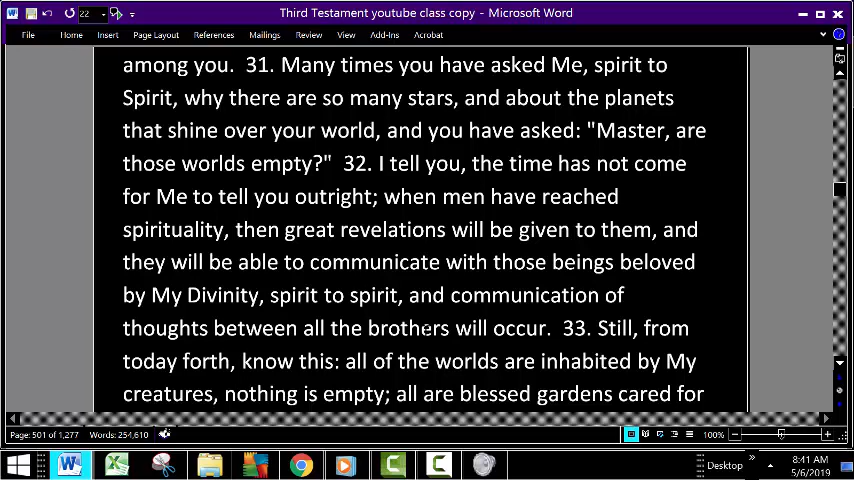 22
Third Testament youtube class copy - Microsoft Word
File Home Insert Page Layout References Mailings Review View Add-Ins Acrobat
among you. 31. Many times you have asked Me, spirit to
Spirit, why there are so many stars, and about the planets
that shine over your world, and you have asked: "Master, are
those worlds empty?" 32. I tell you, the time has not come
for Me to tell you outright; when men have reached
spirituality, then great revelations will be given to them, and
they will be able to communicate with those beings beloved
by My Divinity, spirit to spirit, and communication of
thoughts between all the brothers will occur. 33. Still, from
today forth, know this: all of the worlds are inhabited by My
creatures, nothing is empty; all are blessed gardens cared for
Page: 501 of 1,277 Words: 254,610 100%
Desktop
8:41 AM
5/6/2019